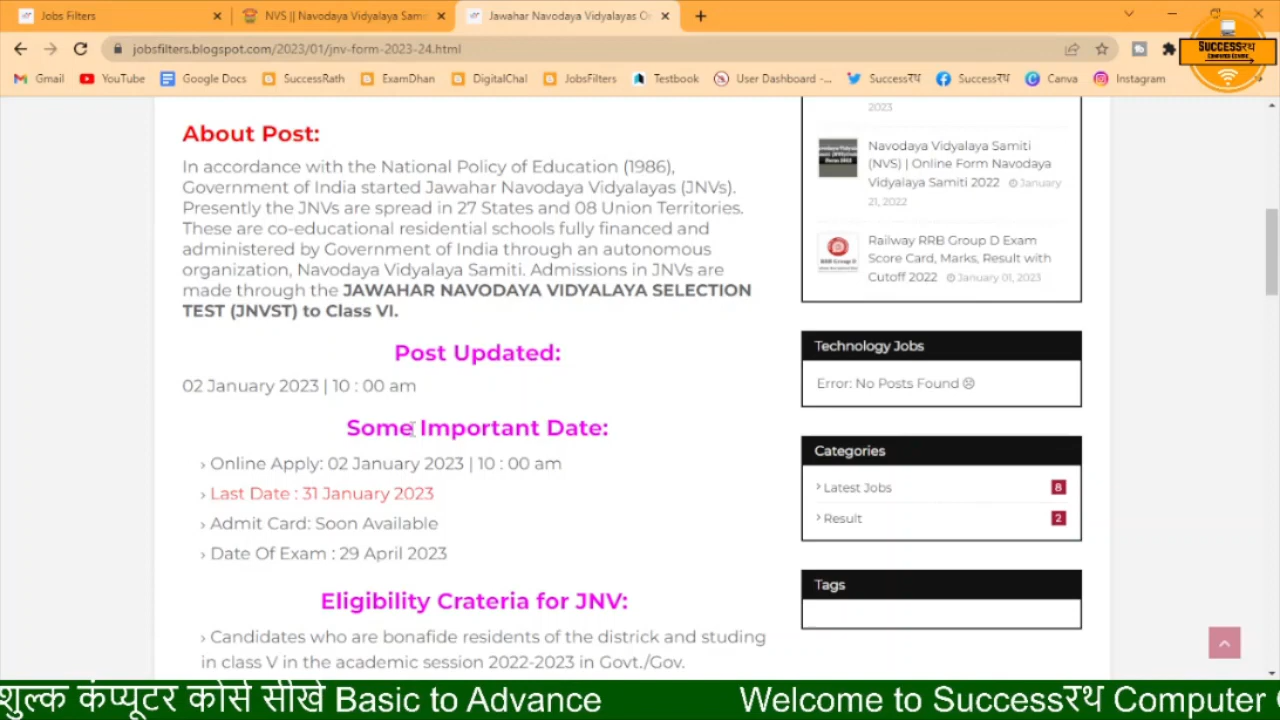 Jobs Filters
NVS || Navodaya Vidyalaya Sami
Jawahar Navodaya Vidyalayas O
jobsfilters.blogspot.com/2023/01/jnv-form-2023-24.html
Gmail YouTube Google Docs SuccessRath ExamDhan DigitalChat JobsFilters Testbook User Dashboard -... Successरथ Successरथ Canva Instagram
Successरथ
COMPUTER CENTRE
About Post:
In accordance with the National Policy of Education (1986),
Government of India started Jawahar Navodaya Vidyalayas (JNVs).
Presently the JNVs are spread in 27 States and 08 Union Territories.
These are co-educational residential schools fully financed and
administered by Government of India through an autonomous
organization, Navodaya Vidyalaya Samiti. Admissions in JNVs are
made through the JAWAHAR NAVODAYA VIDYALAYA SELECTION
TEST (JNVST) to Class VI.
Post Updated:
02 January 2023 | 10 : 00 am
Some Important Date:
› Online Apply: 02 January 2023 | 10 : 00 am
› Last Date : 31 January 2023
› Admit Card: Soon Available
› Date Of Exam : 29 April 2023
Eligibility Crateria for JNV:
› Candidates who are bonafide residents of the districk and studing
in class V in the academic session 2022-2023 in Govt./Gov.
2023
Navodaya Vidyalaya Samiti
(NVS) | Online Form Navodaya
Vidyalaya Samiti 2022 January
21, 2022
RRB Group D
Railway RRB Group D Exam
Score Card, Marks, Result with
Cutoff 2022 January 01, 2023
Technology Jobs
Error: No Posts Found ☹
Categories
› Latest Jobs 8
› Result 2
Tags
शुल्क कंप्यूटर कोर्स सीखे Basic to Advance Welcome to Successरथ Computer